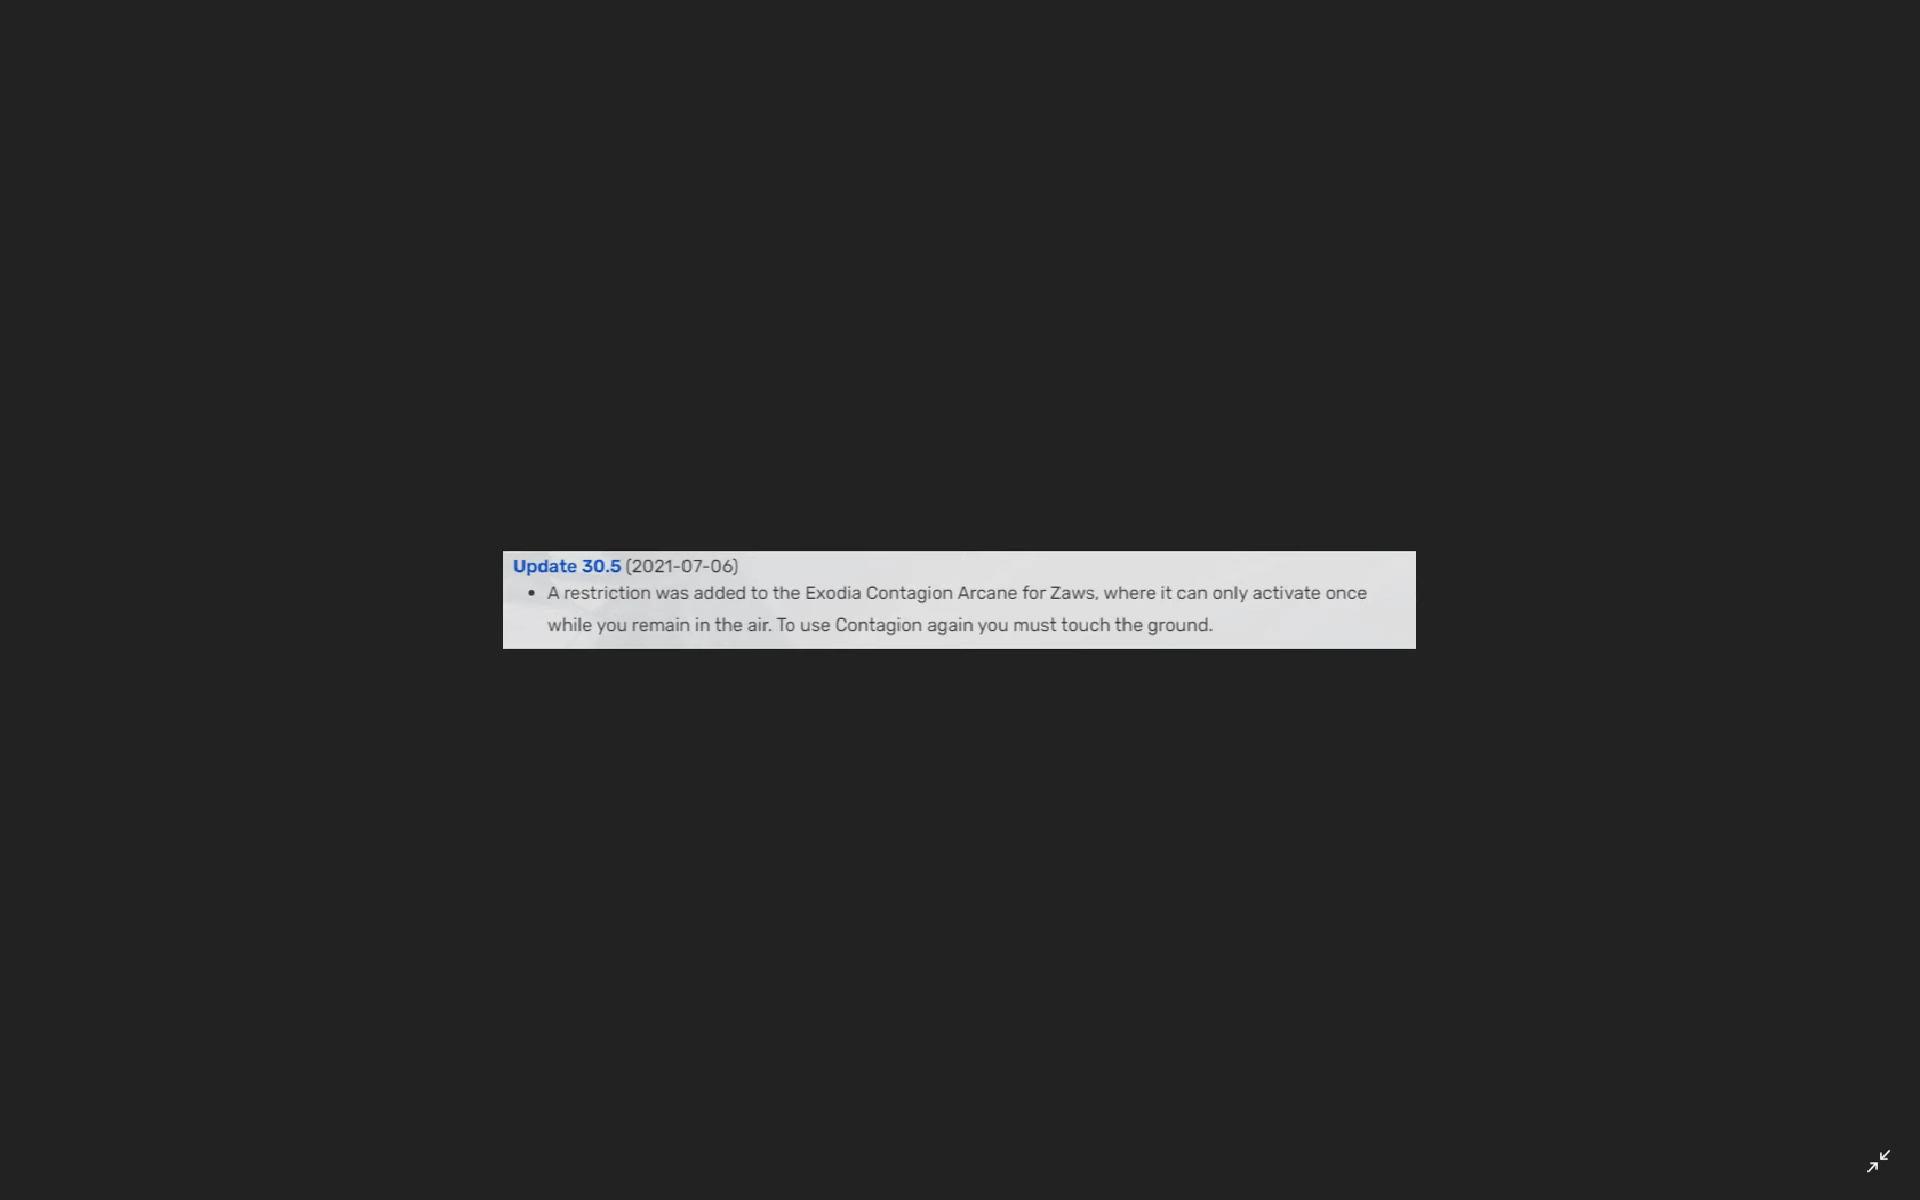 Update 30.5 (2021-07-06)
• A restriction was added to the Exodia Contagion Arcane for Zaws, where it can only activate once
while you remain in the air. To use Contagion again you must touch the ground.